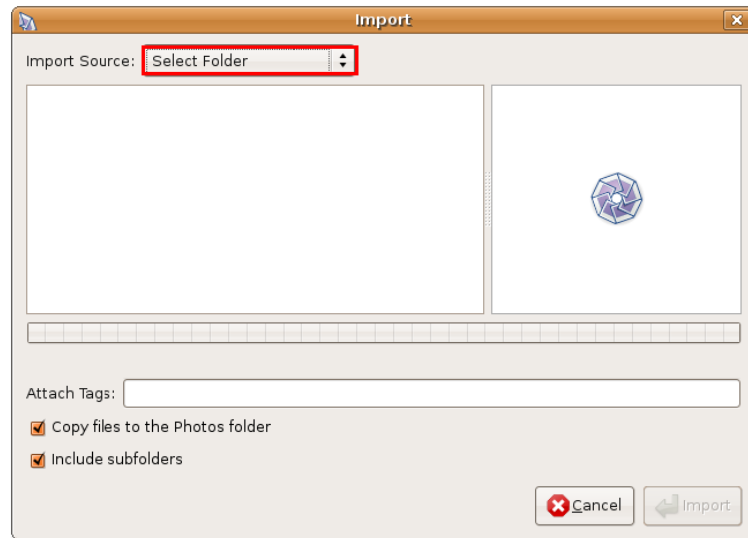 Import
Import Source: Select Folder
Attach Tags:
Copy files to the Photos folder
Include subfolders
Cancel Import